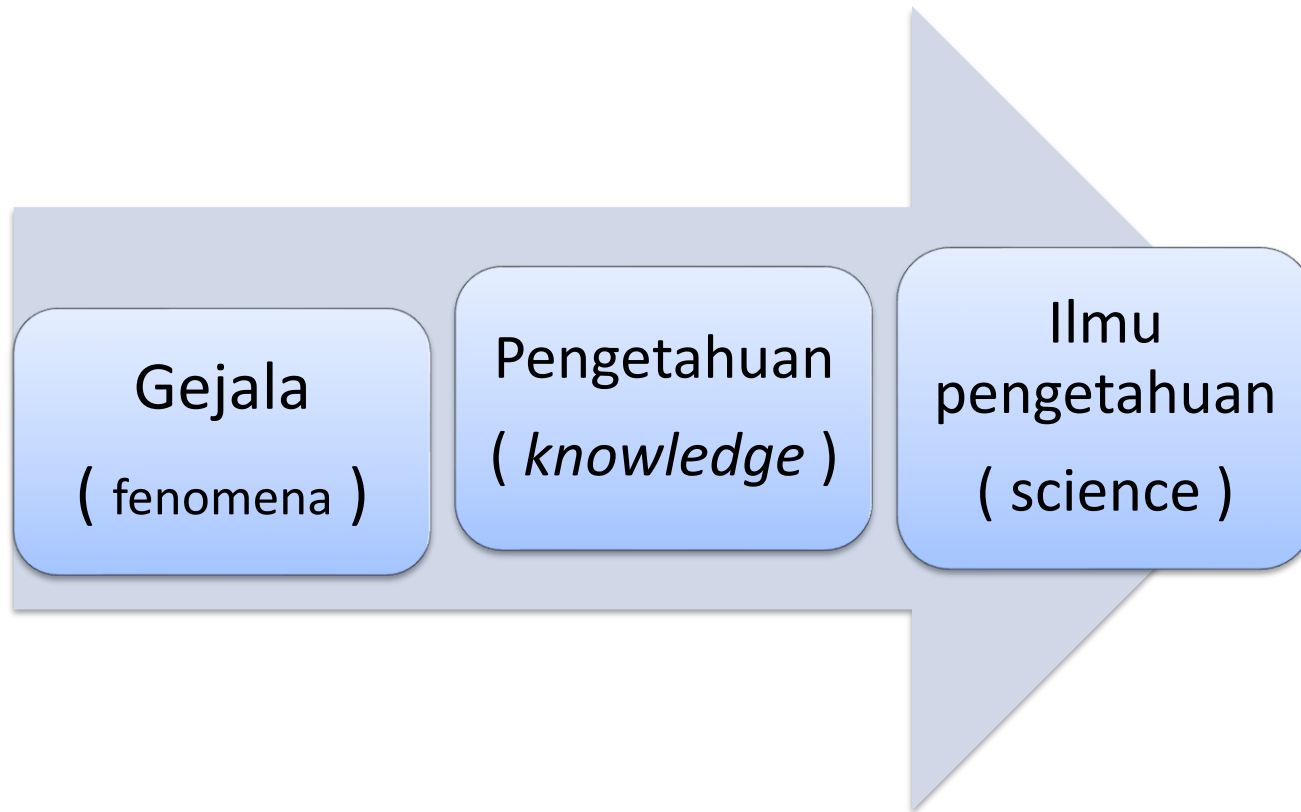 Gejala
( fenomena )
Pengetahuan
( knowledge )
Ilmu
pengetahuan
( science )